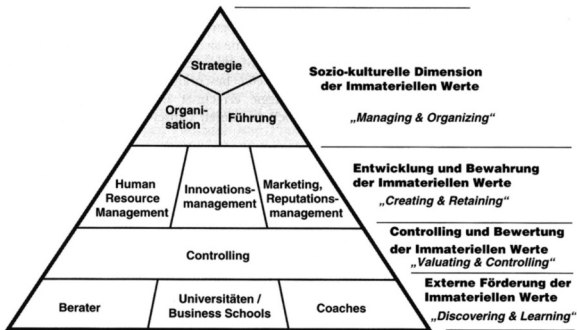 Strategie
Organi-
sation
Führung
Sozio-kulturelle Dimension
der Immateriellen Werte
„Managing & Organizing“
Human
Resource
Management
Innovations-
management
Marketing,
Reputations-
management
Entwicklung und Bewahrung
der Immateriellen Werte
„Creating & Retaining“
Controlling
Controlling und Bewertung
der Immateriellen Werte
„Valuating & Controlling“
Berater
Universitäten /
Business Schools
Coaches
Externe Förderung der
Immateriellen Werte
„Discovering & Learning“